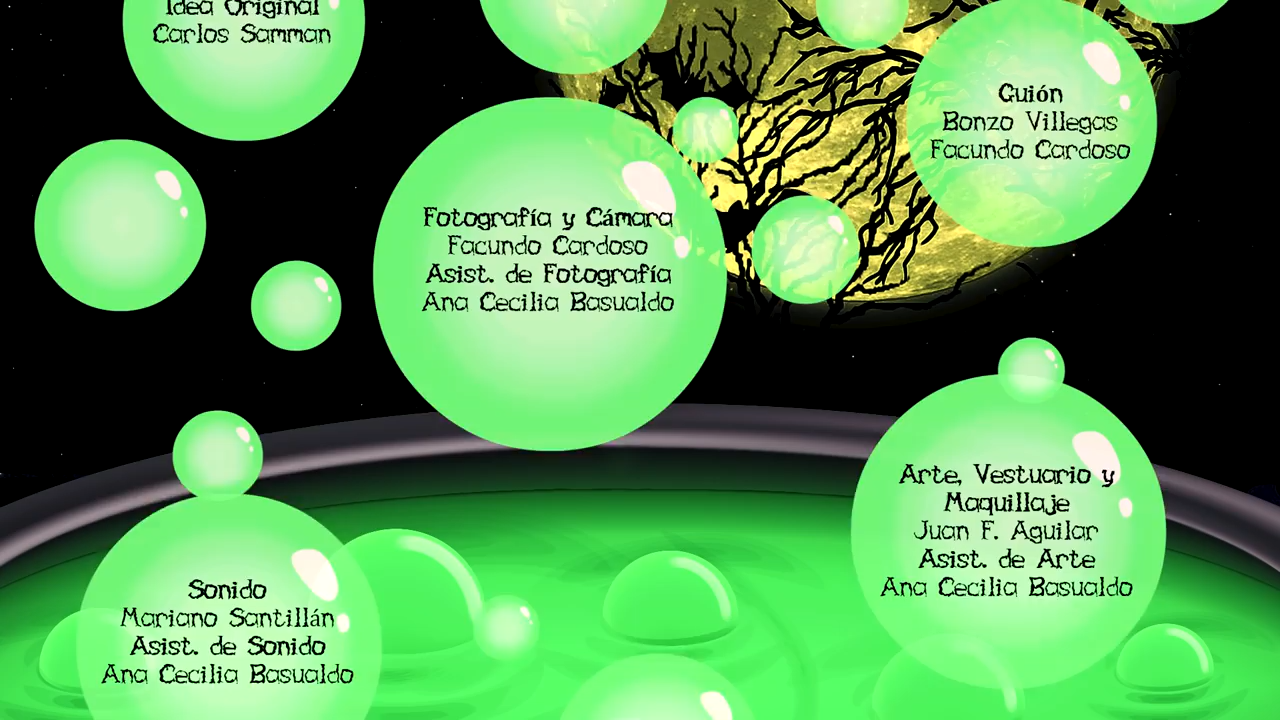 Idea Original
Carlos Samman
Guión
Bonzo Villegas
Facundo Cardoso
Fotografía y Cámara
Facundo Cardoso
Asist. de Fotografía
Ana Cecilia Basualdo
Arte, Vestuario y
Maquillaje
Juan F. Aguilar
Asist. de Arte
Ana Cecilia Basualdo
Sonido
Mariano Santillán
Asist. de Sonido
Ana Cecilia Basualdo